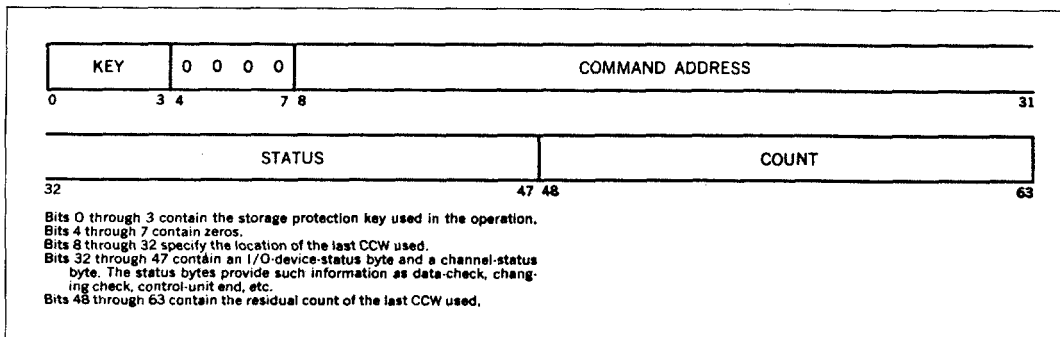 KEY 0 0 0 0 COMMAND ADDRESS
0 3 4 7 8 31
STATUS COUNT
32 47 48 63
Bits 0 through 3 contain the storage protection key used in the operation.
Bits 4 through 7 contain zeros.
Bits 8 through 32 specify the location of the last CCW used.
Bits 32 through 47 contain an I/O-device-status byte and a channel-status
byte. The status bytes provide such information as data-check, chang-
ing check, control-unit end, etc.
Bits 48 through 63 contain the residual count of the last CCW used.